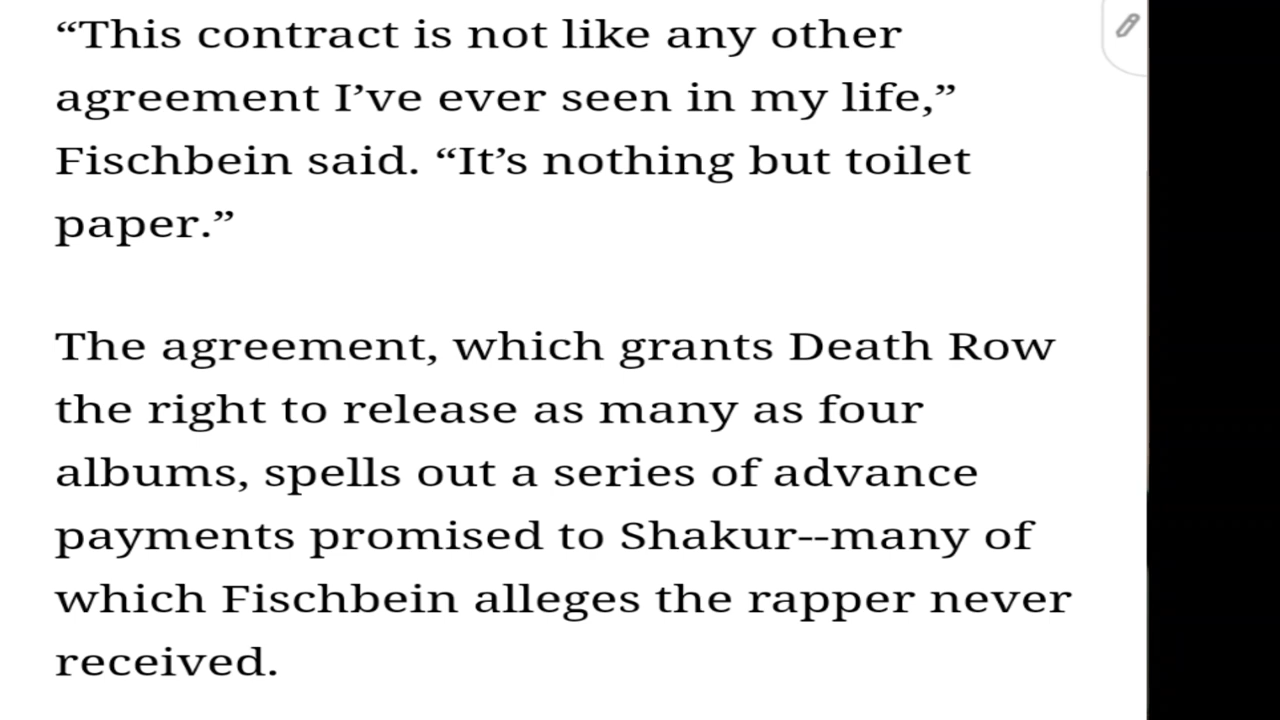 “This contract is not like any other
agreement I’ve ever seen in my life,”
Fischbein said. “It’s nothing but toilet
paper.”
The agreement, which grants Death Row
the right to release as many as four
albums, spells out a series of advance
payments promised to Shakur--many of
which Fischbein alleges the rapper never
received.